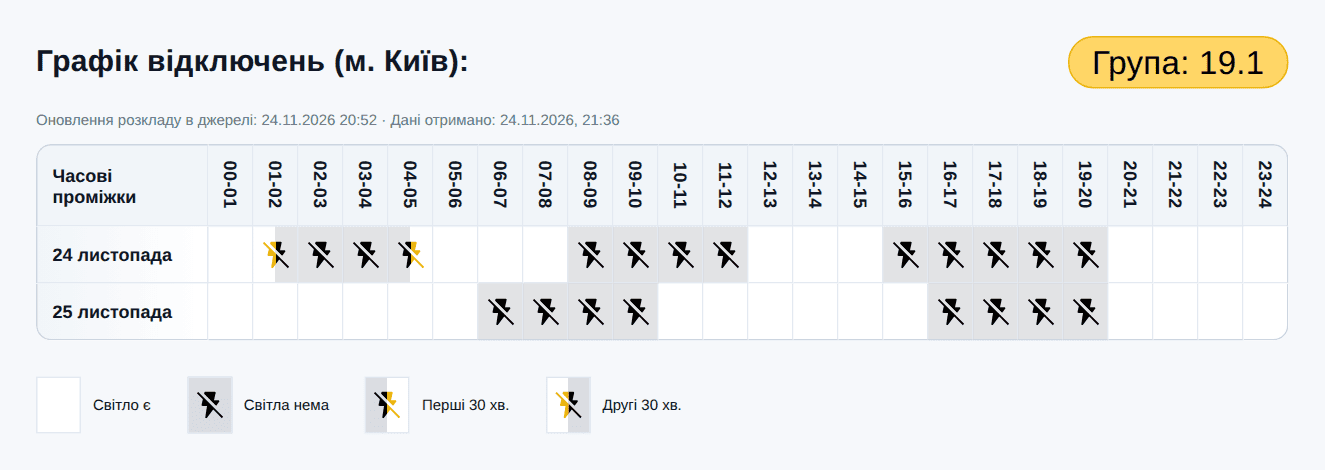 Графік відключень (м. Київ):
Група: 19.1
Оновлення розкладу в джерелі: 24.11.2026 20:52 · Дані отримано: 24.11.2026, 21:36
Часові проміжки 00-01 01-02 02-03 03-04 04-05 05-06 06-07 07-08 08-09 09-10 10-11 11-12 12-13 13-14 14-15 15-16 16-17 17-18 18-19 19-20 20-21 21-22 22-23 23-24
24 листопада
25 листопада
Світло є Світла нема Перші 30 хв. Другі 30 хв.